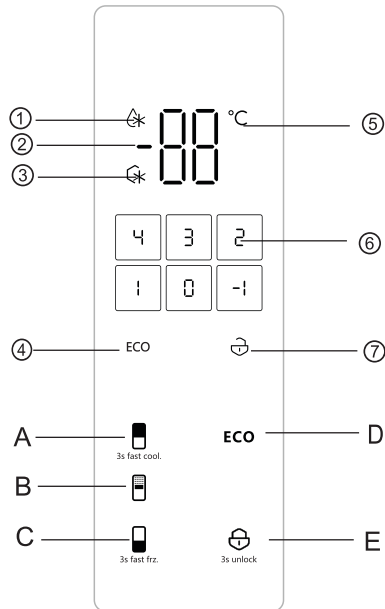 ①
② -88 °C ⑤
③
4 3 2 ⑥
1 0 -1
④ ECO ⑦
A ECO D
3s fast cool.
B
C E
3s fast frz. 3s unlock